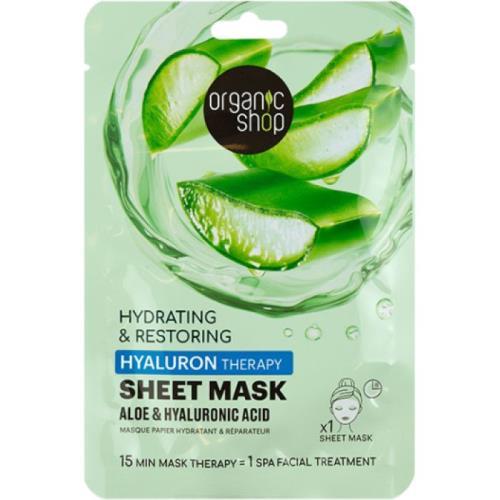 organic
shop
HYDRATING
& RESTORING
HYALURON THERAPY
SHEET MASK
ALOE & HYALURONIC ACID
MASQUE PAPIER HYDRATANT & RÉPARATEUR
x1
SHEET MASK
15 MIN MASK THERAPY = 1 SPA FACIAL TREATMENT